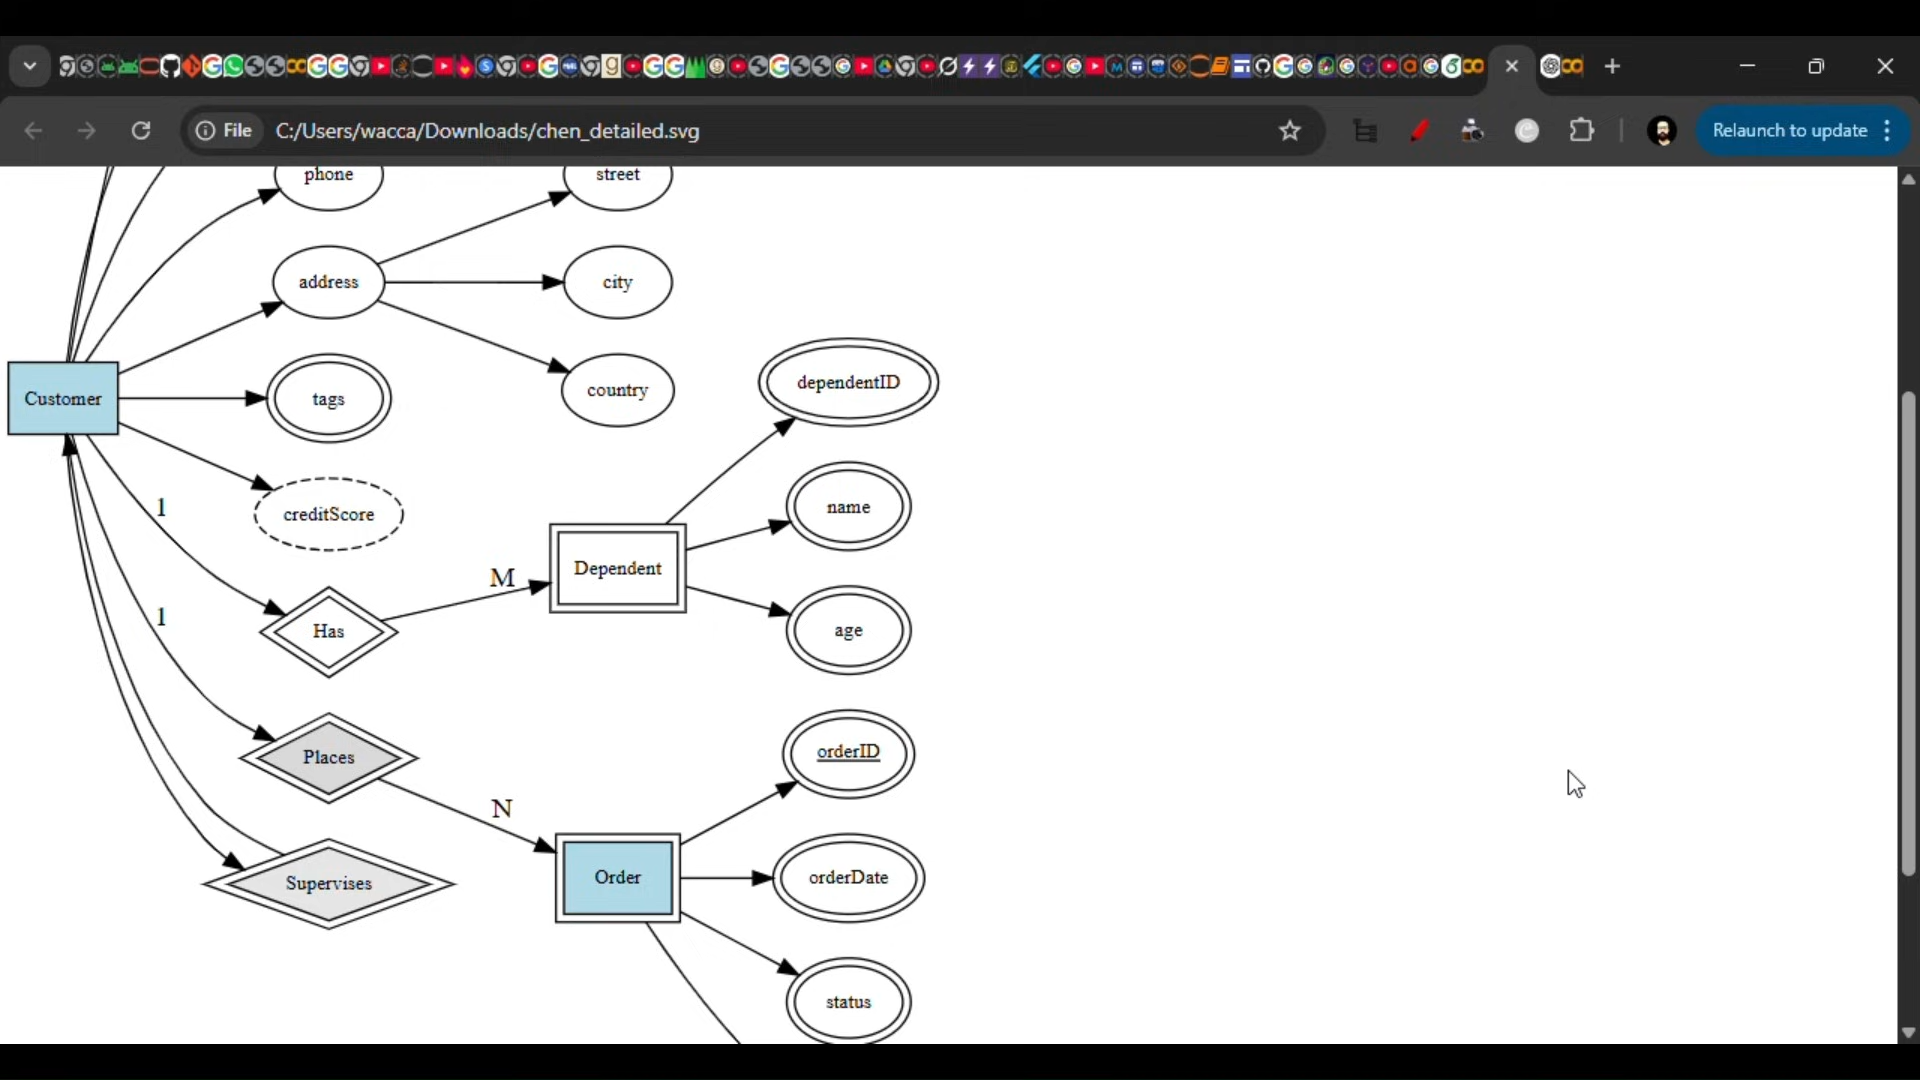 File
C:/Users/wacca/Downloads/chen_detailed.svg
Relaunch to update
phone
street
address
city
country
dependentID
Customer
tags
name
1
creditScore
M
Dependent
1
Has
age
orderID
Places
N
Supervises
Order
orderDate
status